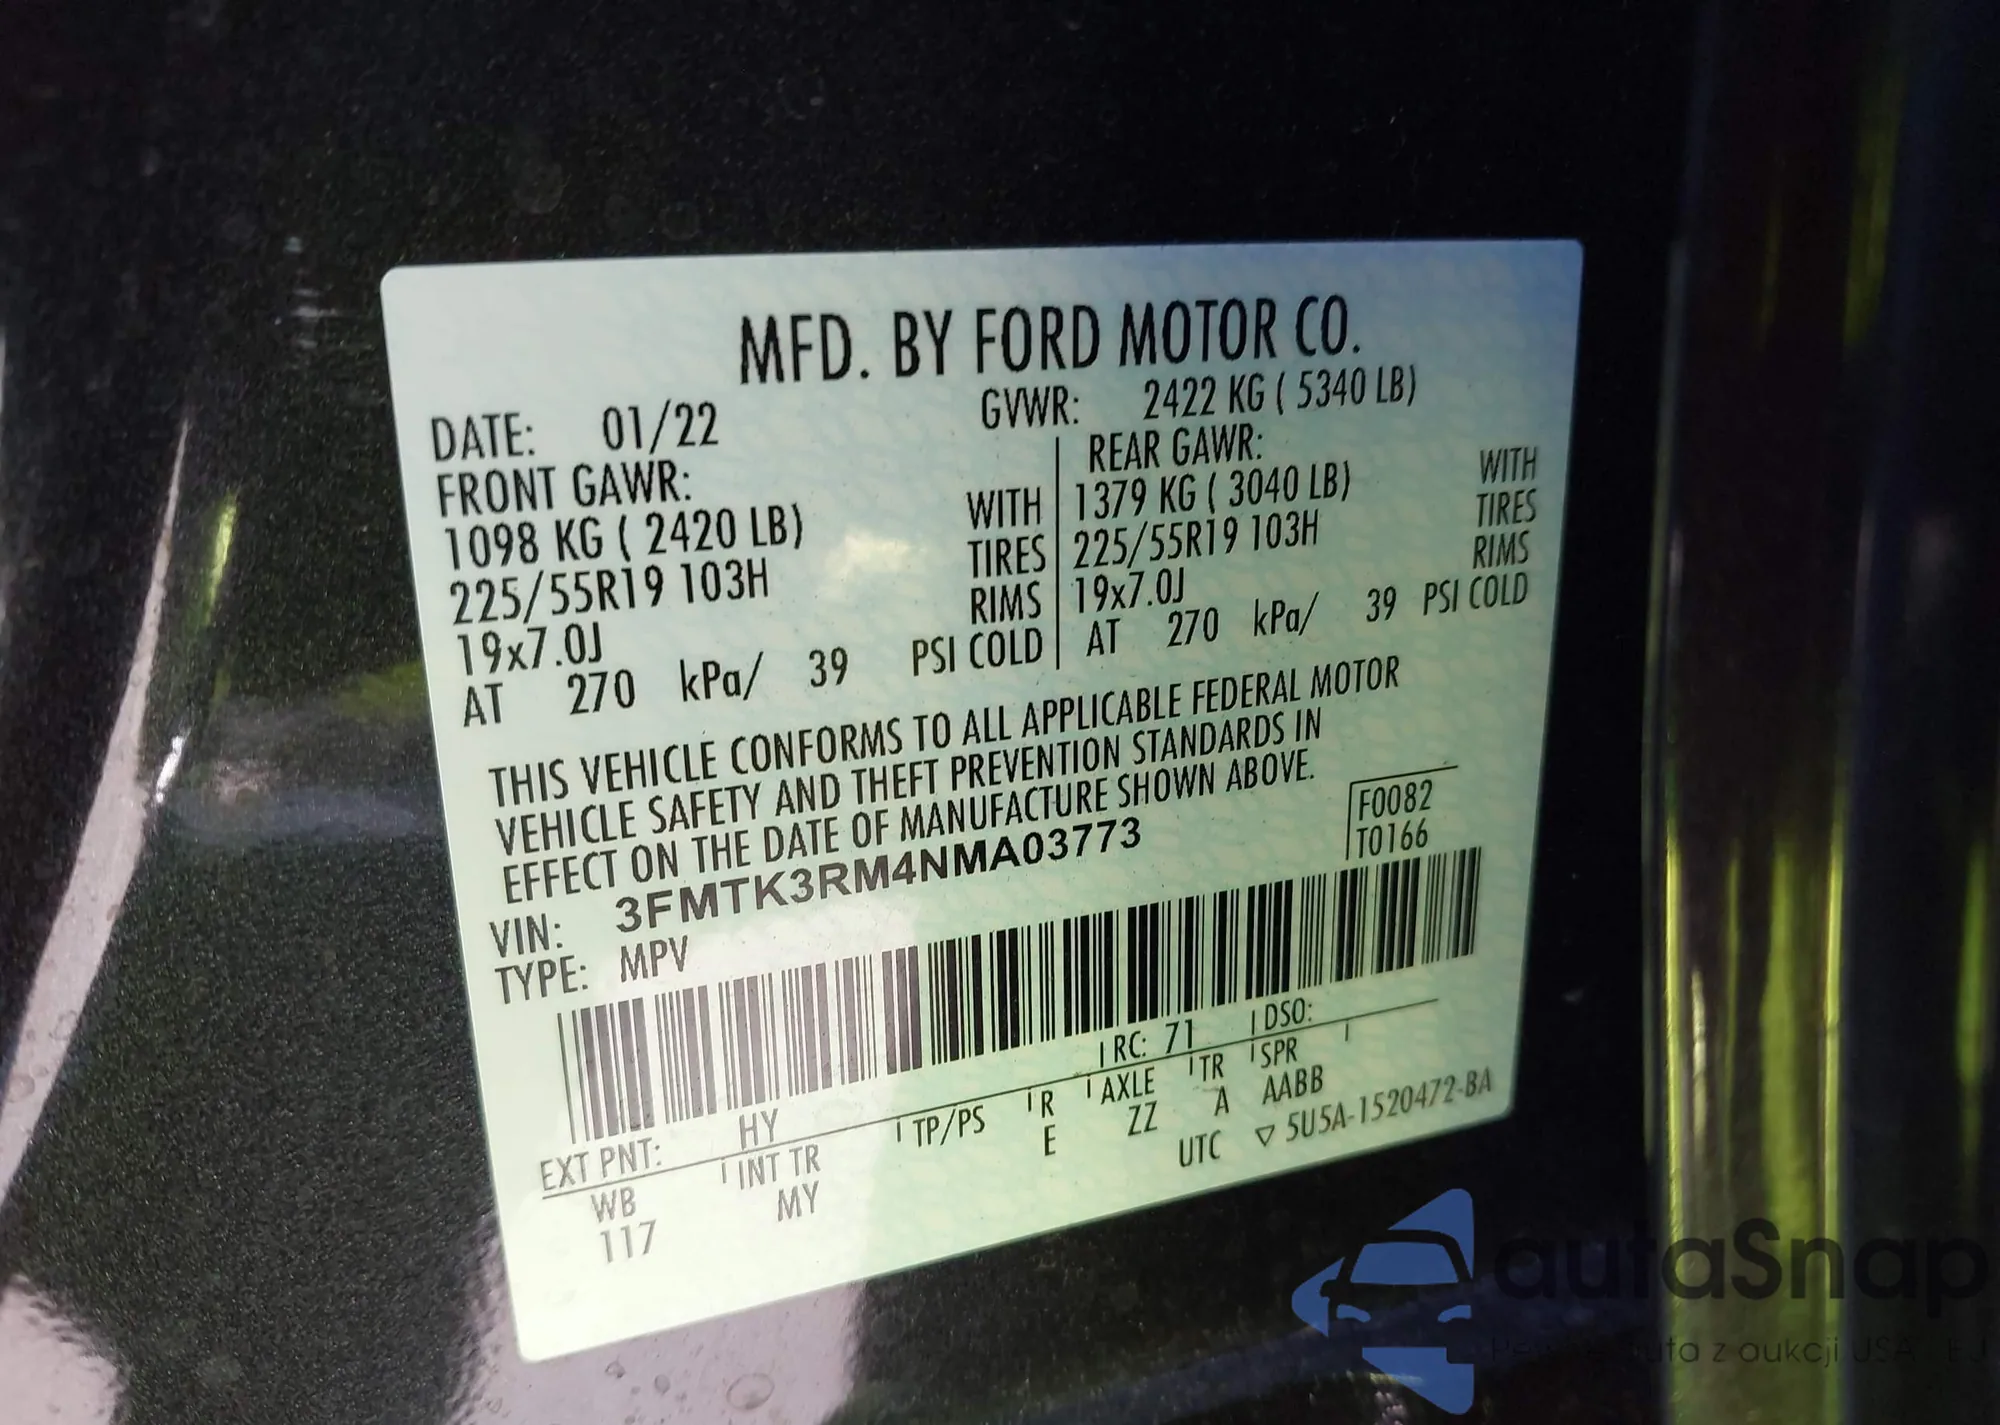 MFD. BY FORD MOTOR CO.
DATE: 01/22 GVWR: 2422 KG ( 5340 LB)
FRONT GAWR: REAR GAWR:
1098 KG ( 2420 LB) WITH 1379 KG ( 3040 LB) WITH
225/55R19 103H TIRES 225/55R19 103H TIRES
19x7.0J RIMS 19x7.0J RIMS
AT 270 kPa/ 39 PSI COLD AT 270 kPa/ 39 PSI COLD
THIS VEHICLE CONFORMS TO ALL APPLICABLE FEDERAL MOTOR
VEHICLE SAFETY AND THEFT PREVENTION STANDARDS IN
EFFECT ON THE DATE OF MANUFACTURE SHOWN ABOVE.
F0082
VIN: 3FMTK3RM4NMA03773 T0166
TYPE: MPV
EXT PNT: HY RC: 71 DSO:
WB INT TR TP/PS R AXLE TR SPR
117 MY E ZZ A AABB
UTC ▽ 5U5A-1520472-BA
autaSnap
auta z aukcji USA